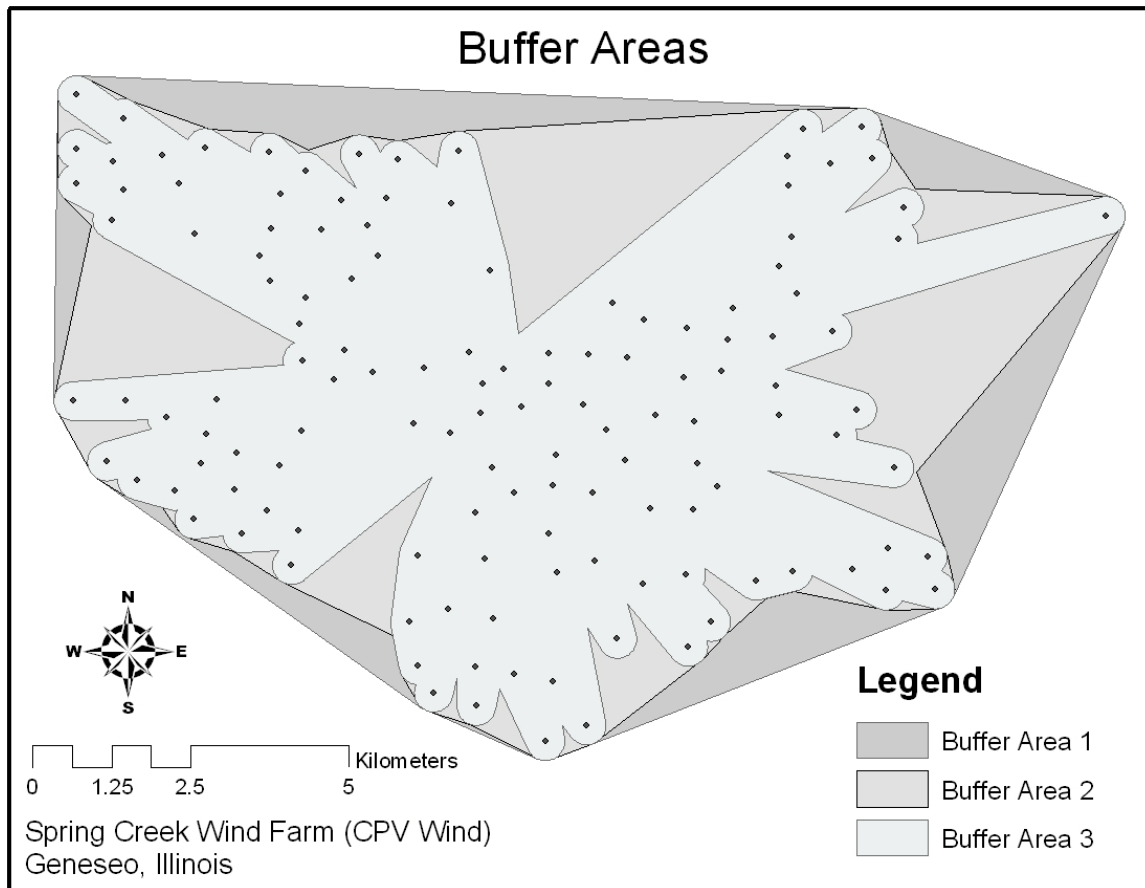 Buffer Areas
N
W E
S
Kilometers
0 1.25 2.5 5
Spring Creek Wind Farm (CPV Wind)
Geneseo, Illinois
Legend
Buffer Area 1
Buffer Area 2
Buffer Area 3